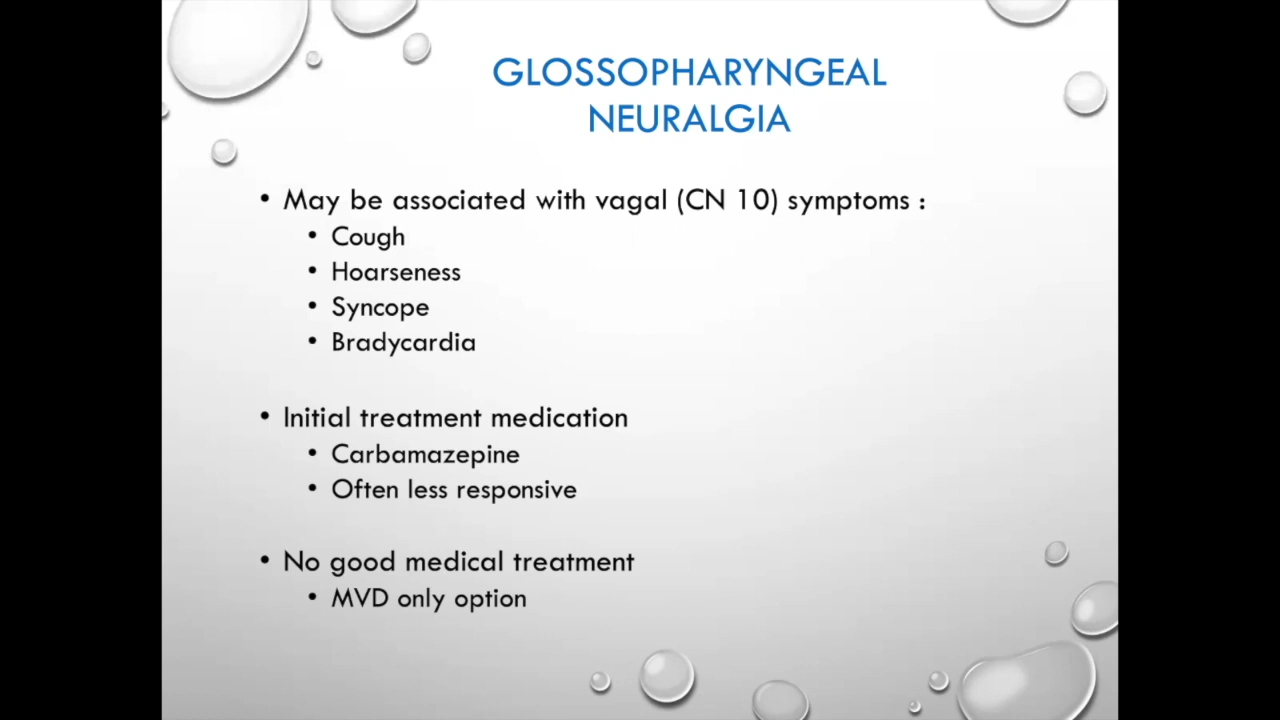 GLOSSOPHARYNGEAL
NEURALGIA
• May be associated with vagal (CN 10) symptoms :
• Cough
• Hoarseness
• Syncope
• Bradycardia
• Initial treatment medication
• Carbamazepine
• Often less responsive
• No good medical treatment
• MVD only option